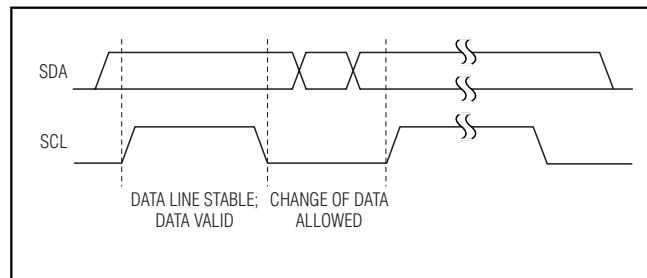 SDA
SCL
DATA LINE STABLE;
DATA VALID
CHANGE OF DATA
ALLOWED